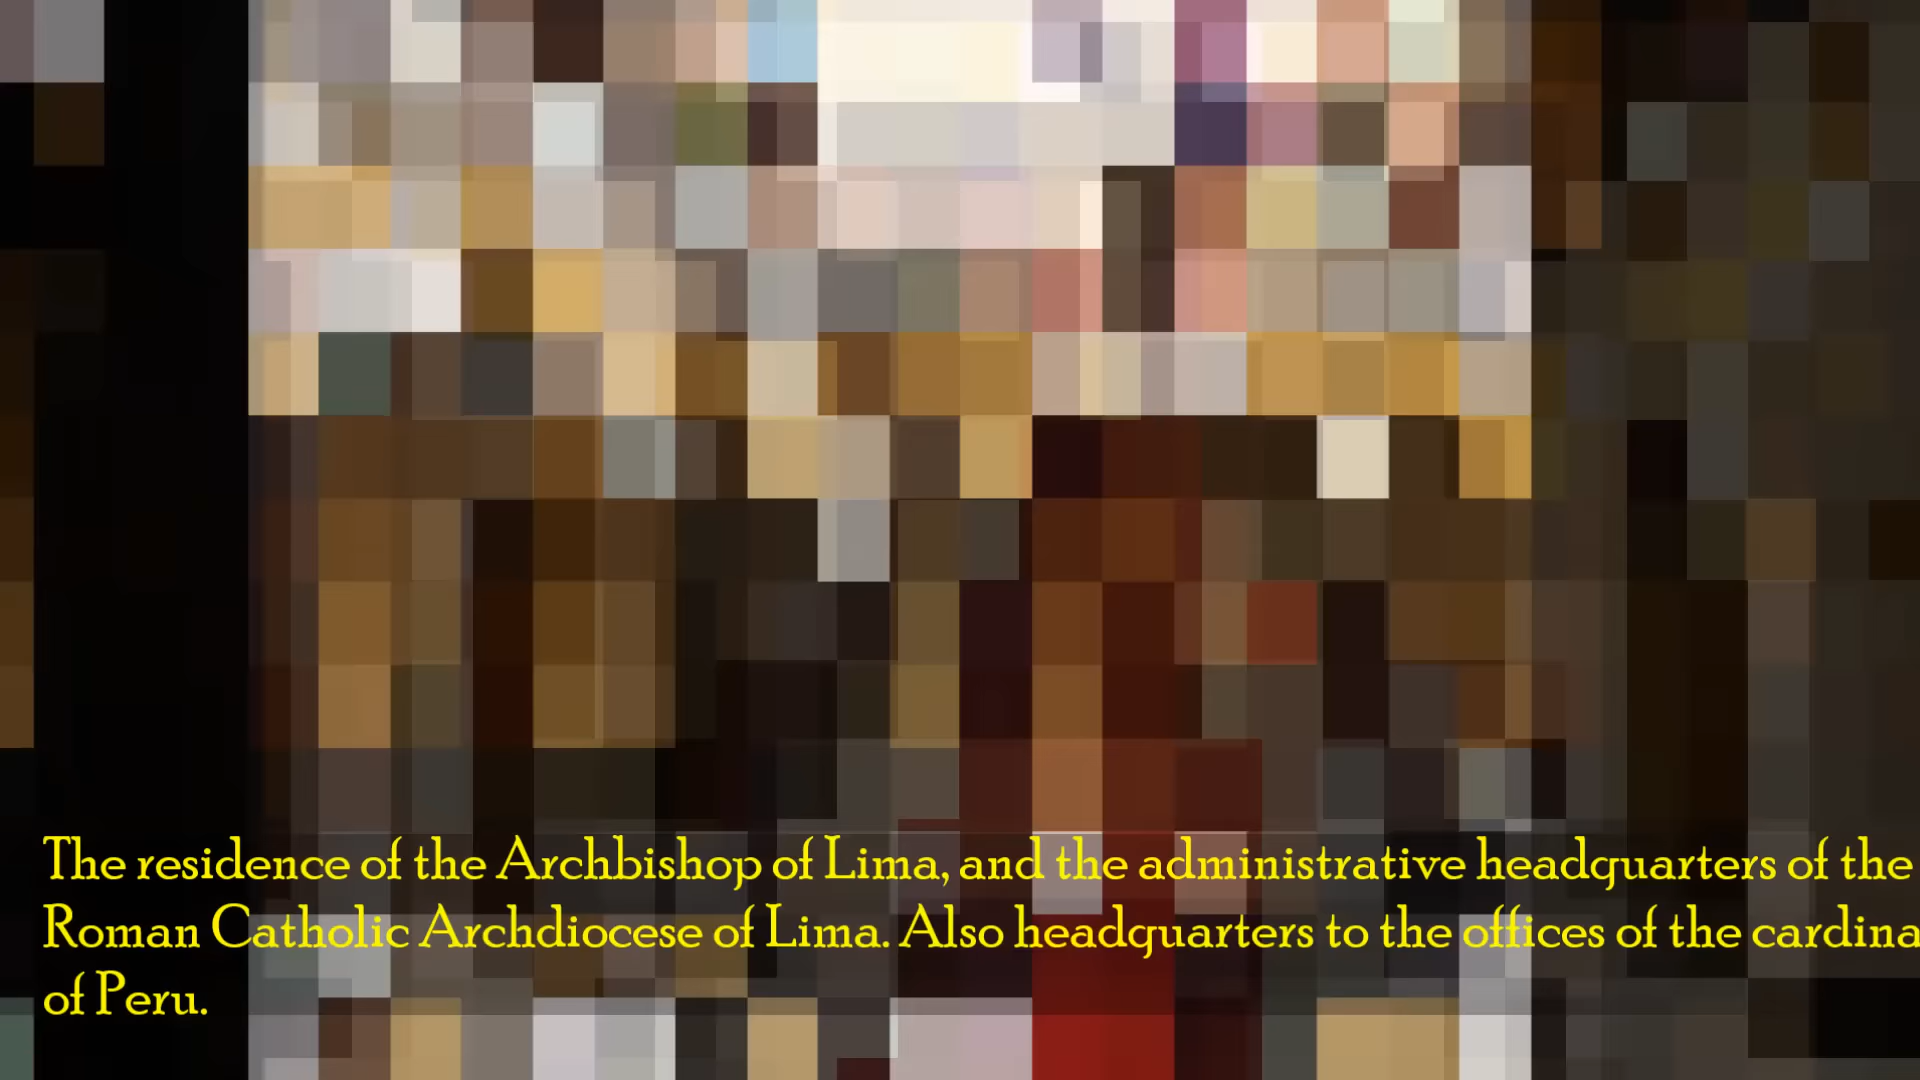 The residence of the Archbishop of Lima, and the administrative headquarters of the
Roman Catholic Archdiocese of Lima. Also headquarters to the offices of the cardina
of Peru.